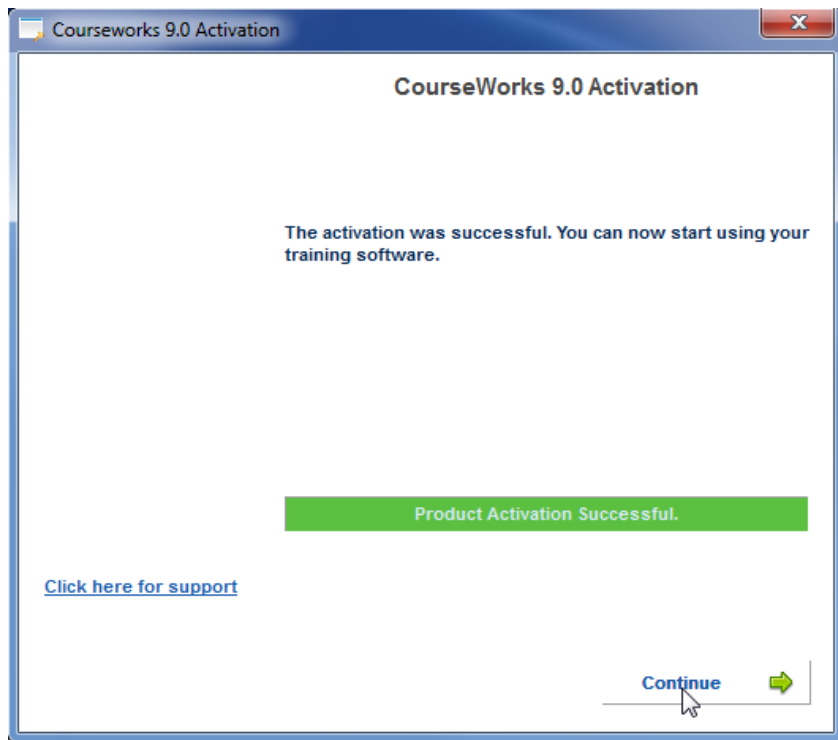 Courseworks 9.0 Activation
CourseWorks 9.0 Activation
The activation was successful. You can now start using your
training software.
Product Activation Successful.
Click here for support
Continue